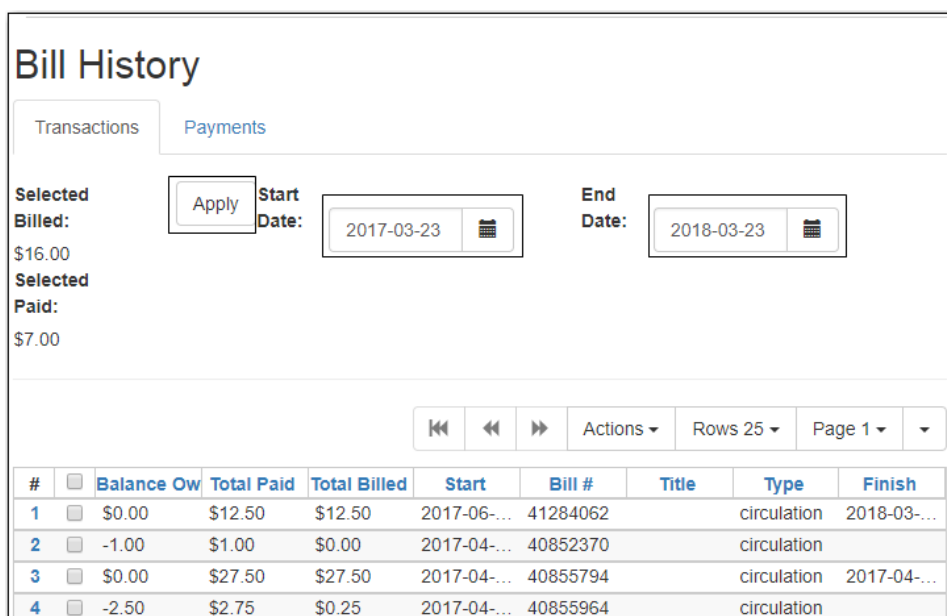 Bill History
Transactions Payments
Selected Billed: Apply Start Date: 2017-03-23 End Date: 2018-03-23
$16.00
Selected Paid:
$7.00
Actions Rows 25 Page 1
# Balance Ow Total Paid Total Billed Start Bill # Title Type Finish
1 $0.00 $12.50 $12.50 2017-06-... 41284062 circulation 2018-03-...
2 -1.00 $1.00 $0.00 2017-04-... 40852370 circulation
3 $0.00 $27.50 $27.50 2017-04-... 40855794 circulation 2017-04-...
4 -2.50 $2.75 $0.25 2017-04-... 40855964 circulation